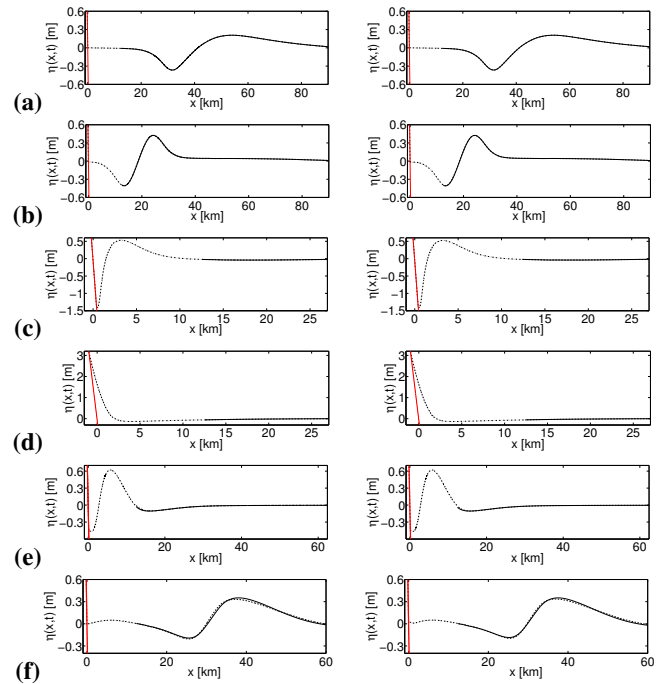 0.6 0.3 0 -0.3 -0.6 η(x,t) [m] 0 20 40 60 80 x [km]
0.6 0.3 0 -0.3 -0.6 η(x,t) [m] 0 20 40 60 80 x [km]
(a)
0.6 0.3 0 -0.3 -0.6 η(x,t) [m] 0 20 40 60 80 x [km]
0.6 0.3 0 -0.3 -0.6 η(x,t) [m] 0 20 40 60 80 x [km]
(b)
0.5 0 -0.5 -1 -1.5 η(x,t) [m] 0 5 10 15 20 25 x [km]
0.5 0 -0.5 -1 -1.5 η(x,t) [m] 0 5 10 15 20 25 x [km]
(c)
3 2 1 0 η(x,t) [m] 0 5 10 15 20 25 x [km]
3 2 1 0 η(x,t) [m] 0 5 10 15 20 25 x [km]
(d)
0.6 0.3 0 -0.3 η(x,t) [m] 0 20 40 60 x [km]
0.6 0.3 0 -0.3 η(x,t) [m] 0 20 40 60 x [km]
(e)
0.6 0.3 0 -0.3 η(x,t) [m] 0 20 40 60 x [km]
0.6 0.3 0 -0.3 η(x,t) [m] 0 20 40 60 x [km]
(f)